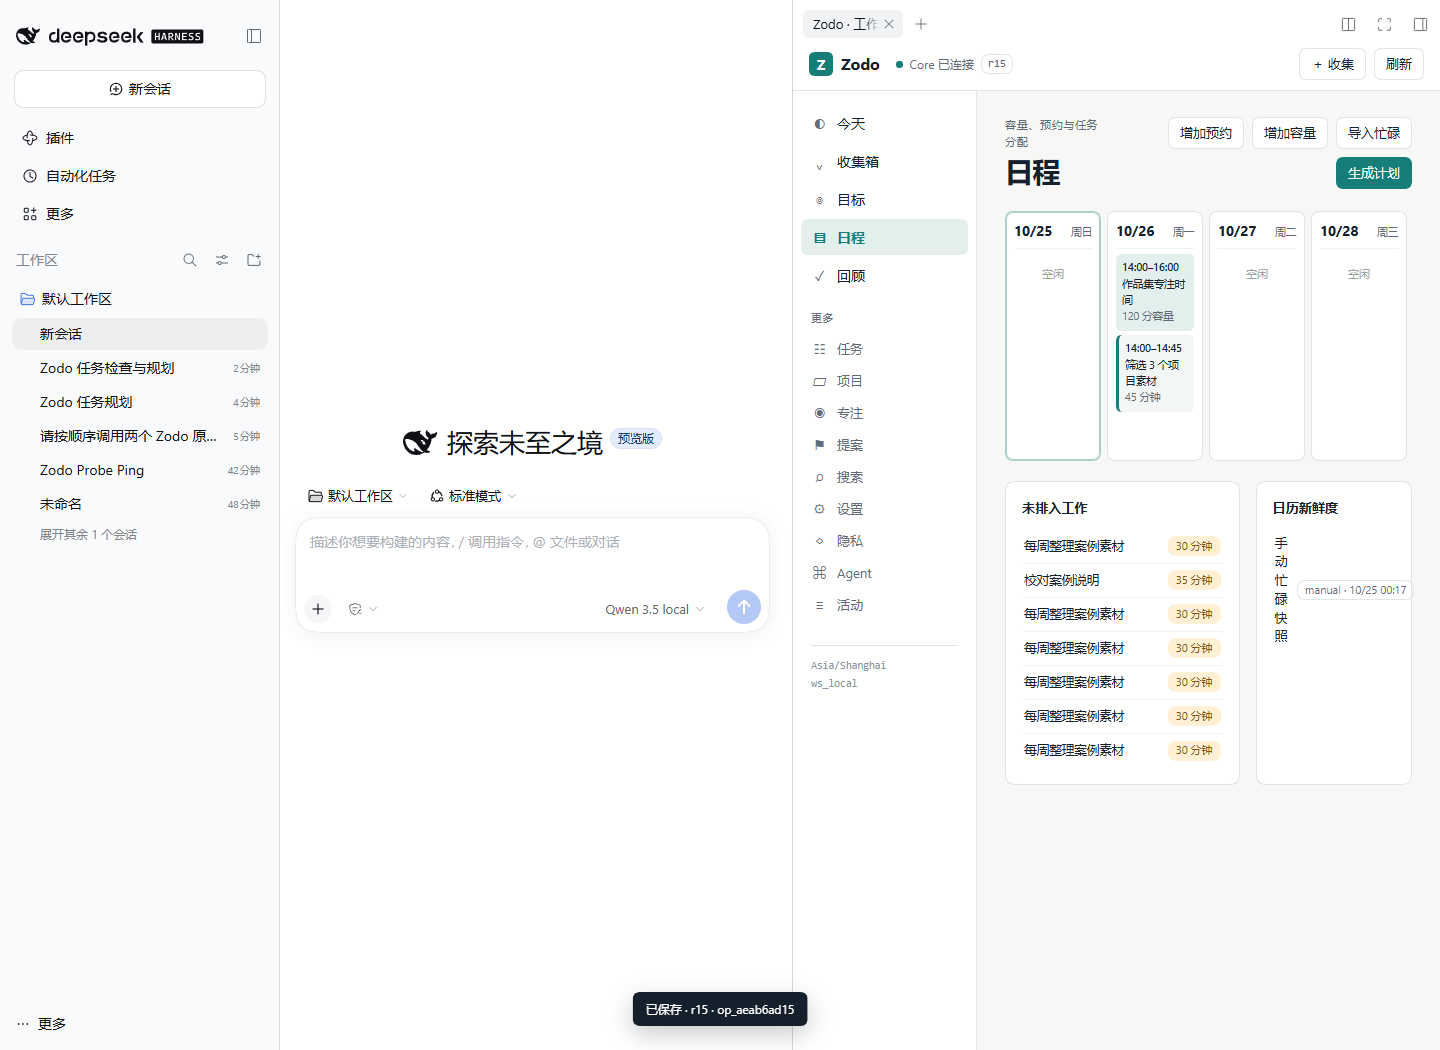 deepseek HARNESS
新会话
插件
自动化任务
更多
工作区
默认工作区
新会话
Zodo 任务检查与规划 2分钟
Zodo 任务规划 4分钟
请按顺序调用两个 Zodo 原... 5分钟
Zodo Probe Ping 42分钟
未命名 48分钟
展开其余 1 个会话
··· 更多
探索未至之境 预览版
默认工作区 标准模式
描述你想要构建的内容, / 调用指令, @ 文件或对话
Qwen 3.5 local
已保存 · r15 · op_aeab6ad15
Zodo · 工作
Z Zodo Core 已连接 r15
+ 收集 刷新
今天
收集箱
目标
日程
回顾
更多
任务
项目
专注
提案
搜索
设置
隐私
Agent
活动
Asia/Shanghai
ws_local
容量、预约与任务
分配
日程
增加预约 增加容量 导入忙碌
生成计划
10/25 周日
空闲
10/26 周一
14:00–16:00
作品集专注时
间
120 分容量
14:00–14:45
筛选 3 个项
目素材
45 分钟
10/27 周二
空闲
10/28 周三
空闲
未排入工作
每周整理案例素材 30 分钟
校对案例说明 35 分钟
每周整理案例素材 30 分钟
每周整理案例素材 30 分钟
每周整理案例素材 30 分钟
每周整理案例素材 30 分钟
每周整理案例素材 30 分钟
日历新鲜度
手
动
忙
碌
快
照
manual · 10/25 00:17